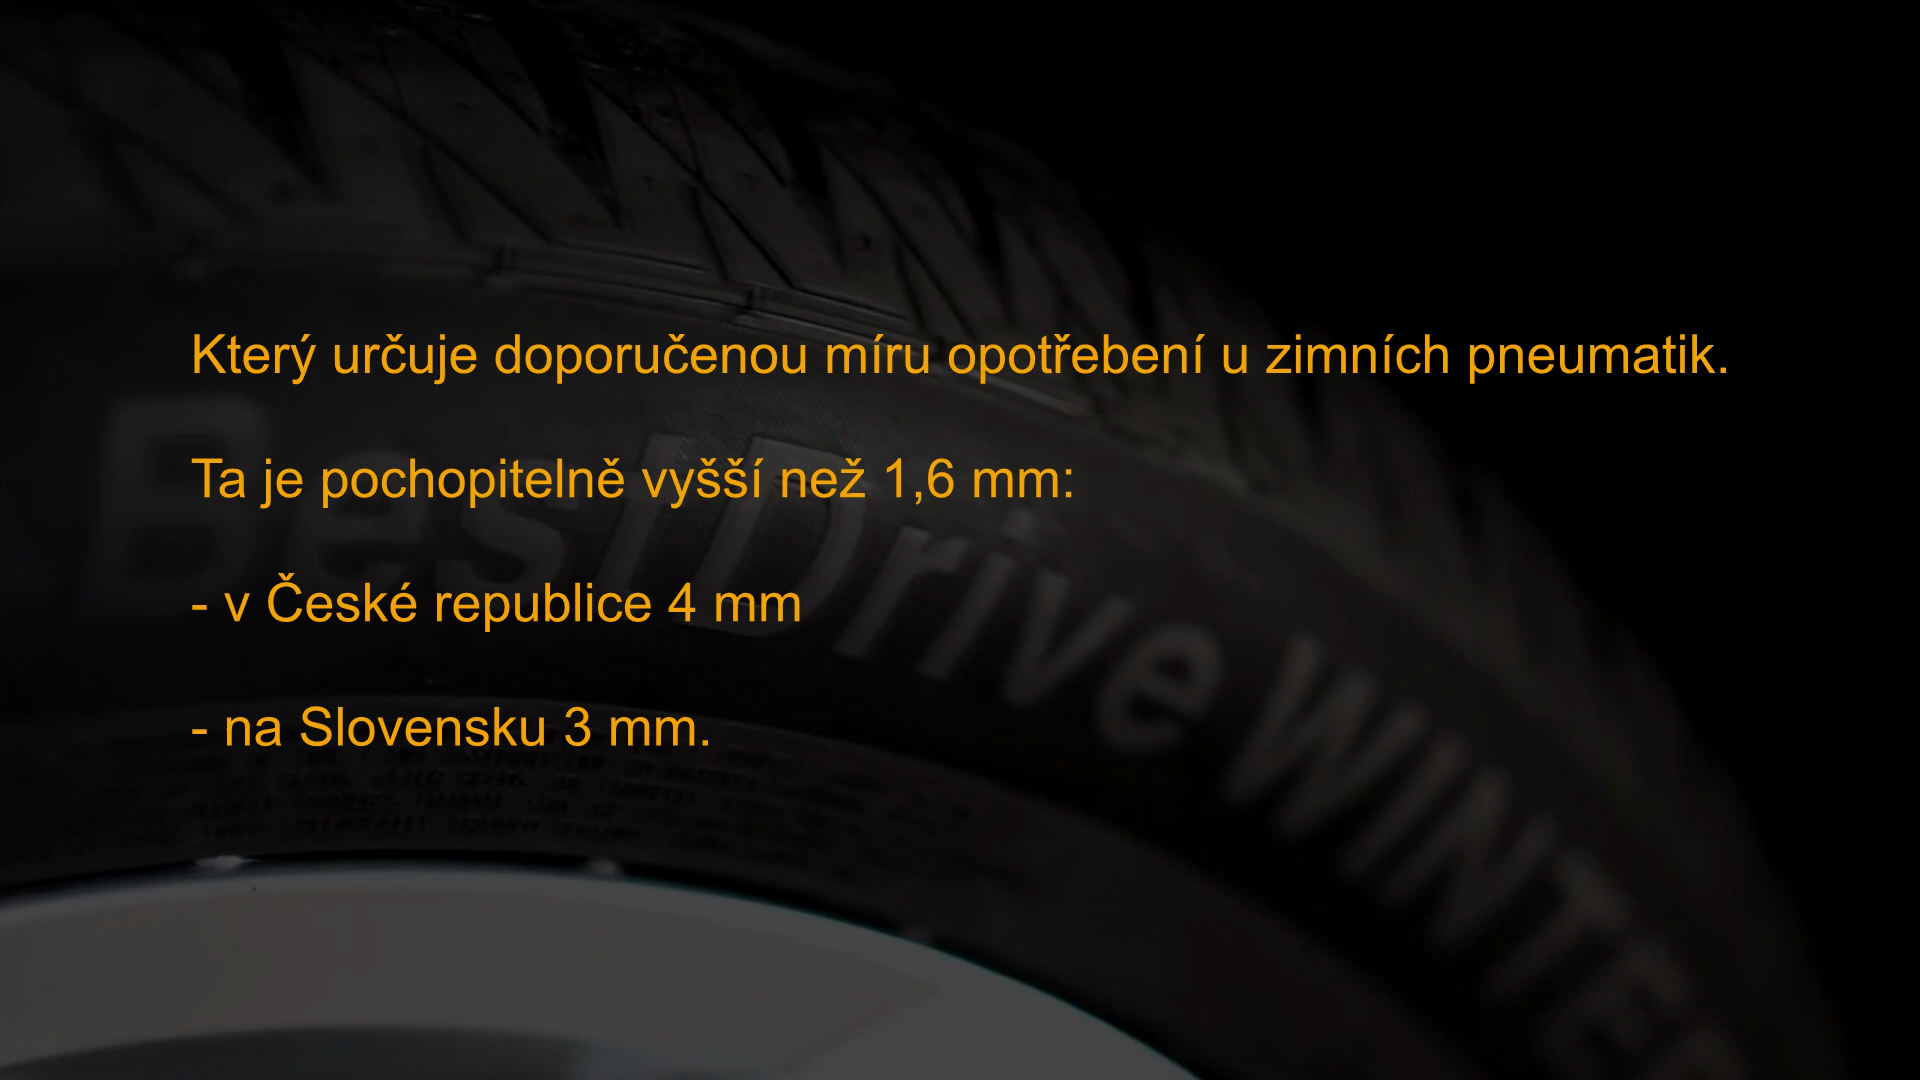 Který určuje doporučenou míru opotřebení u zimních pneumatik.
Ta je pochopitelně vyšší než 1,6 mm:
- v České republice 4 mm
- na Slovensku 3 mm.
BestDrive WINTER